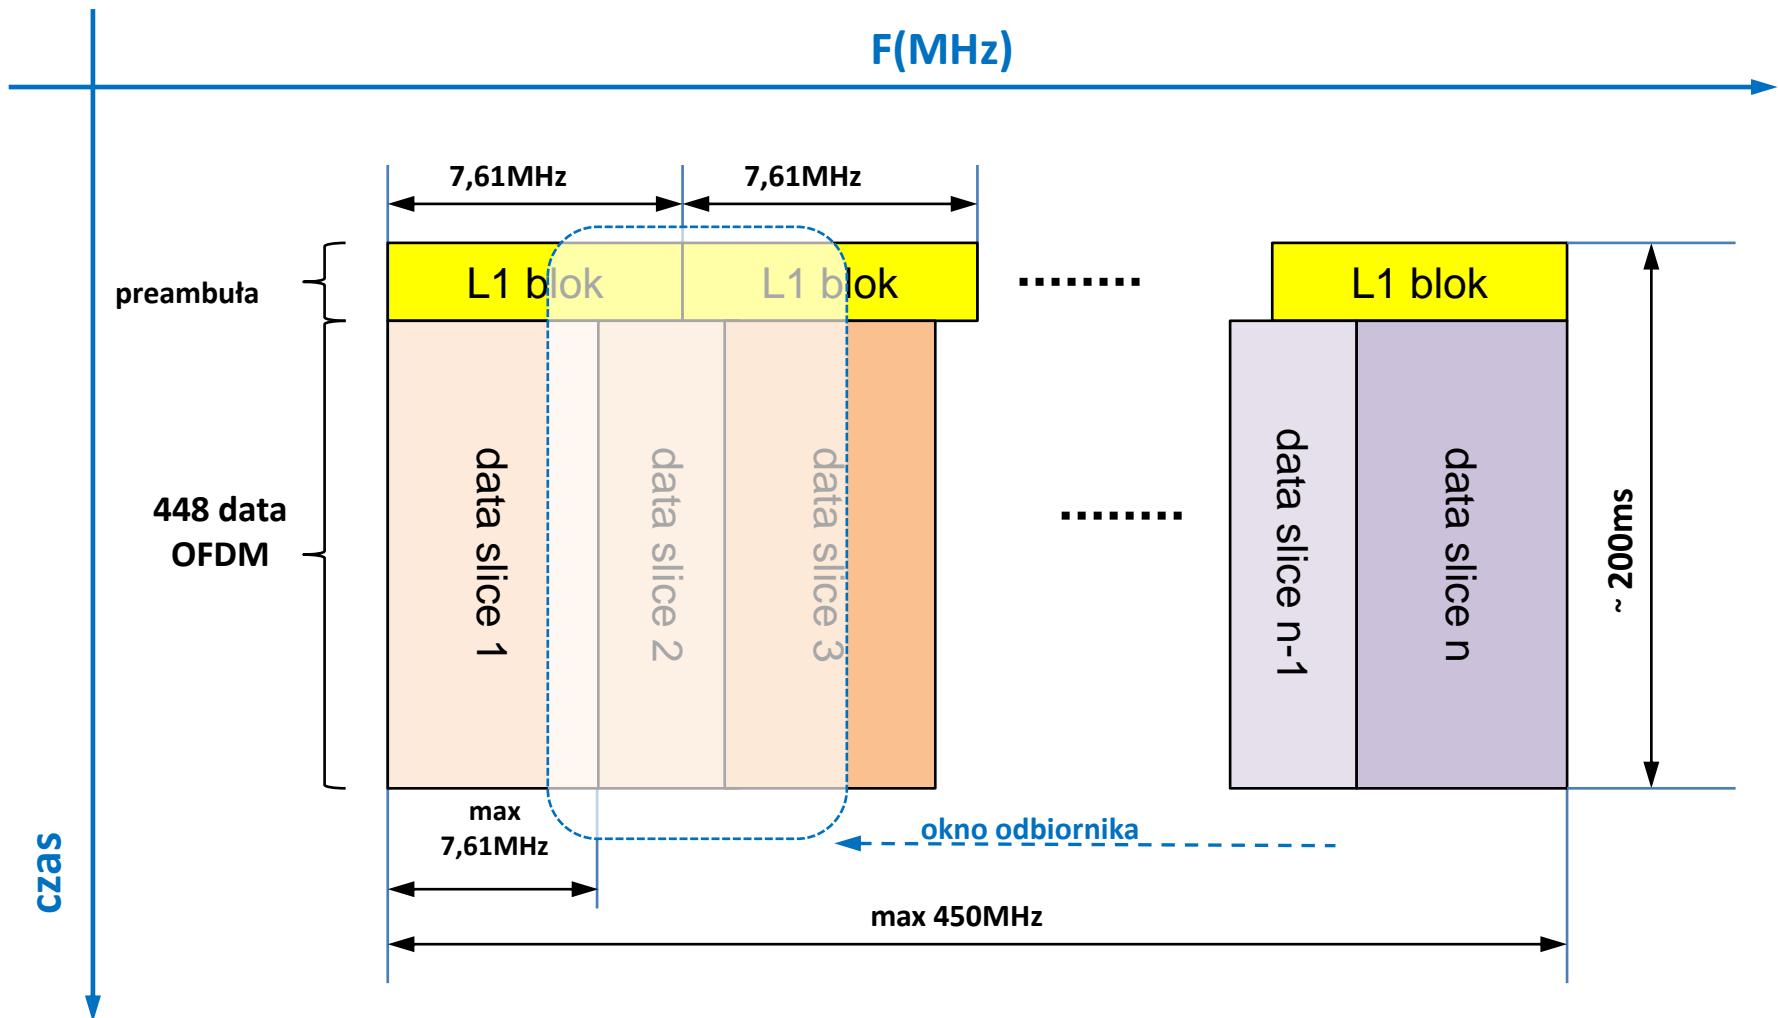 F(MHz)
7,61MHz
7,61MHz
preambuła
L1 blok
L1 blok
........
L1 blok
448 data
OFDM
data slice 1
data slice 2
data slice 3
........
data slice n-1
data slice n
~ 200ms
max
7,61MHz
okno odbiornika
max 450MHz
czas